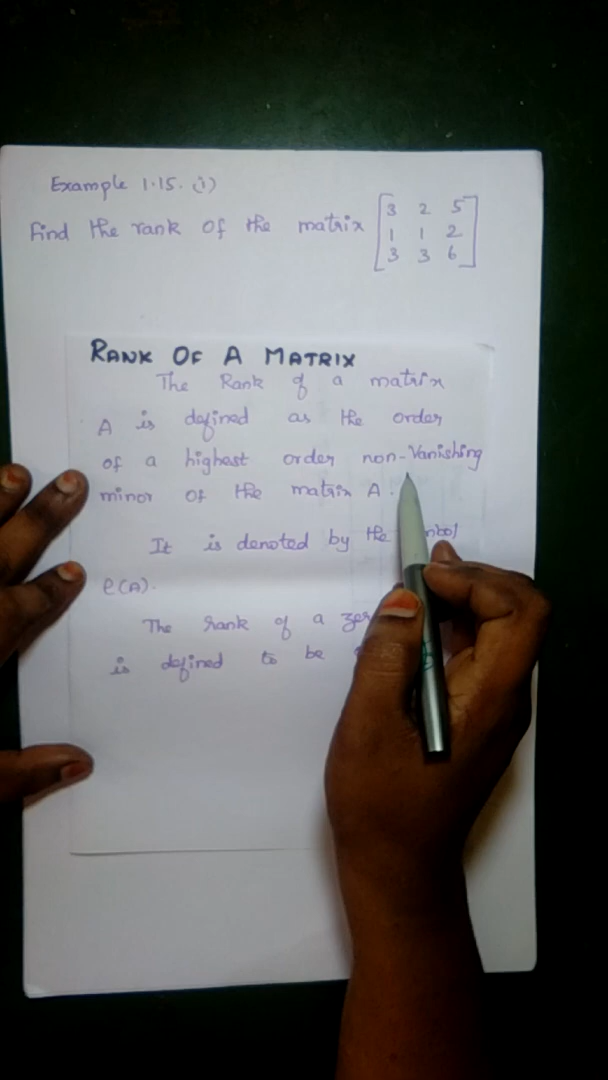 Example 1.15. (i)
Find the rank of the matrix [3 2 5
1 1 2
3 3 6]
RANK OF A MATRIX
The Rank of a matrix
A is defined as the order
of a highest order non-Vanishing
minor of the matrix A.
It is denoted by the
ρ(A).
The rank of a
is defined to be